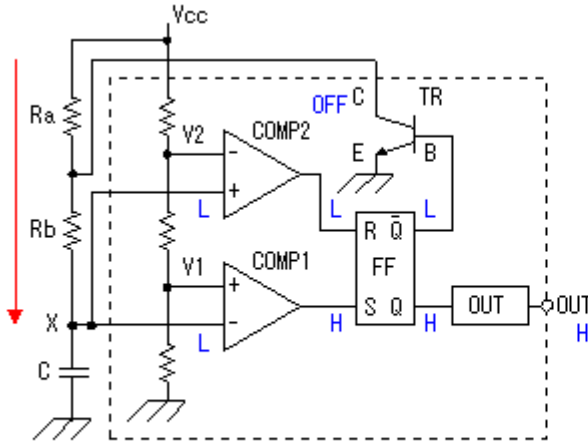 Vcc
Ra
OFF C TR
V2 COMP2
E B
L L L
Rb
R Q̅
V1 COMP1 FF
S Q OUT OUT
X
L H H H
C